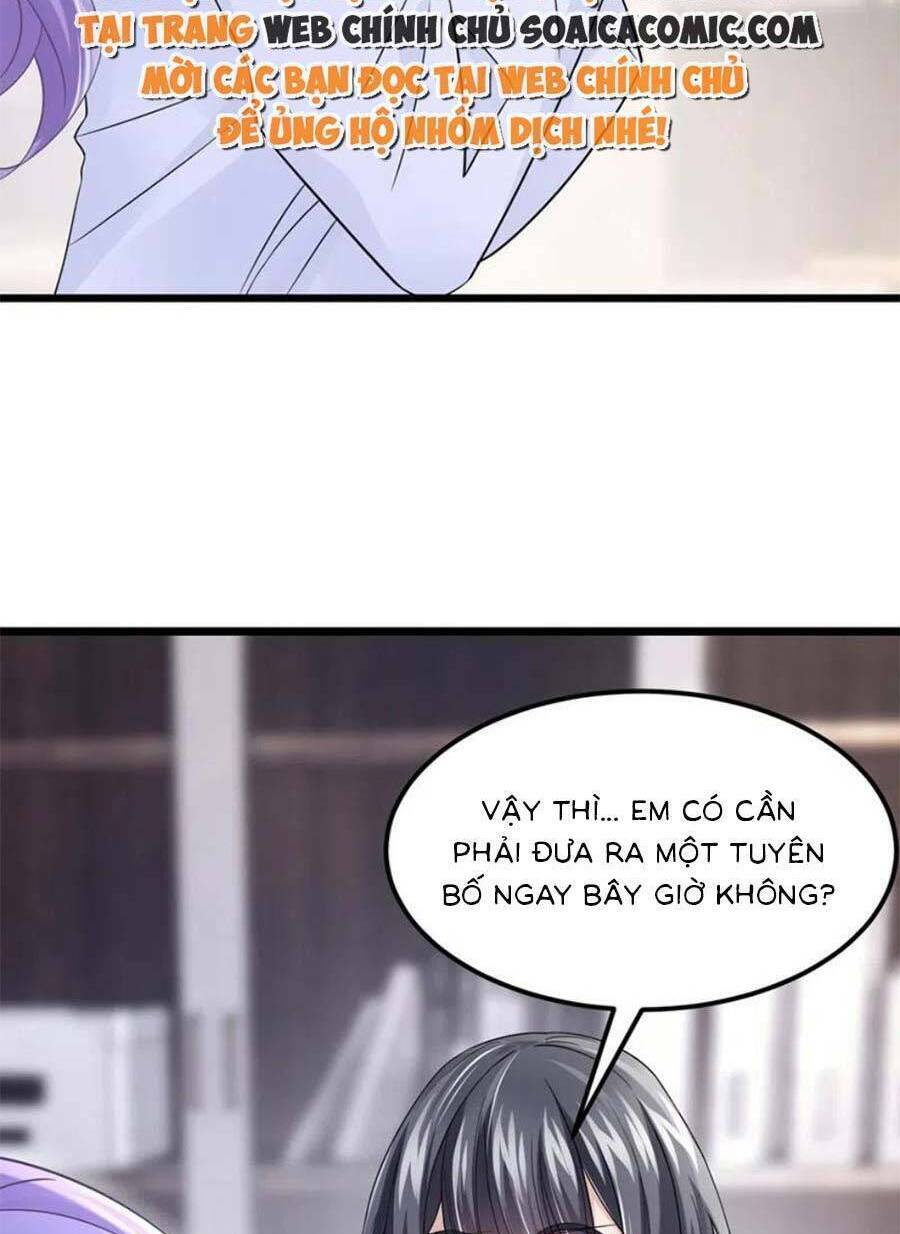 TẠI TRANG WEB CHÍNH CHỦ SOAICACOMIC.COM
MỜI CÁC BẠN ĐỌC TẠI WEB CHÍNH CHỦ
ĐỂ ỦNG HỘ NHÓM DỊCH NHÉ!
VẬY THÌ... EM CÓ CẦN
PHẢI ĐƯA RA MỘT TUYÊN
BỐ NGAY BÂY GIỜ KHÔNG?